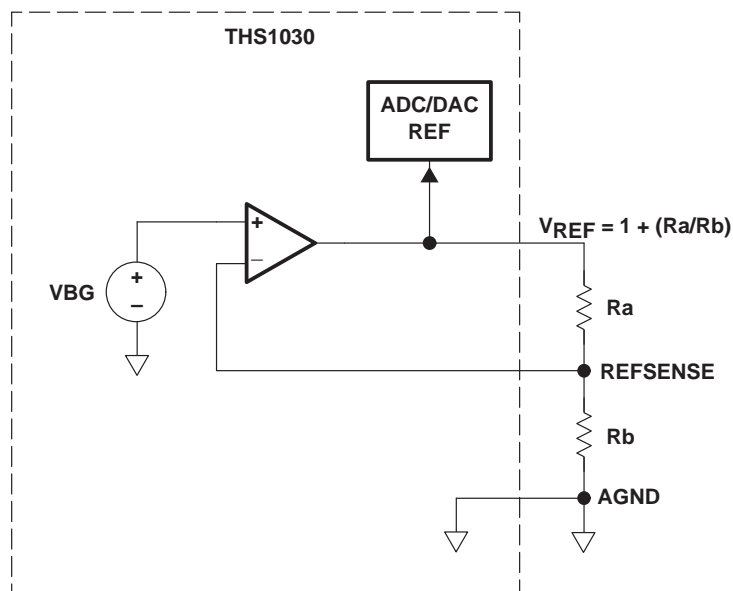 THS1030
ADC/DAC
REF
VREF = 1 + (Ra/Rb)
+
–
VBG
+
–
Ra
REFSENSE
Rb
AGND